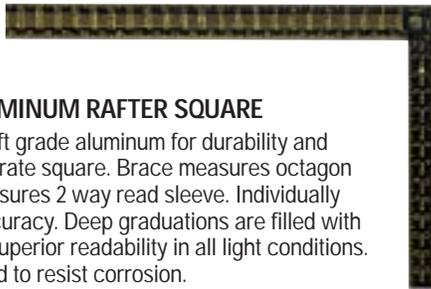 MINUM RAFTER SQUARE
ft grade aluminum for durability and
rate square. Brace measures octagon
sures 2 way read sleeve. Individually
curacy. Deep graduations are filled with
uperior readability in all light conditions.
d to resist corrosion.